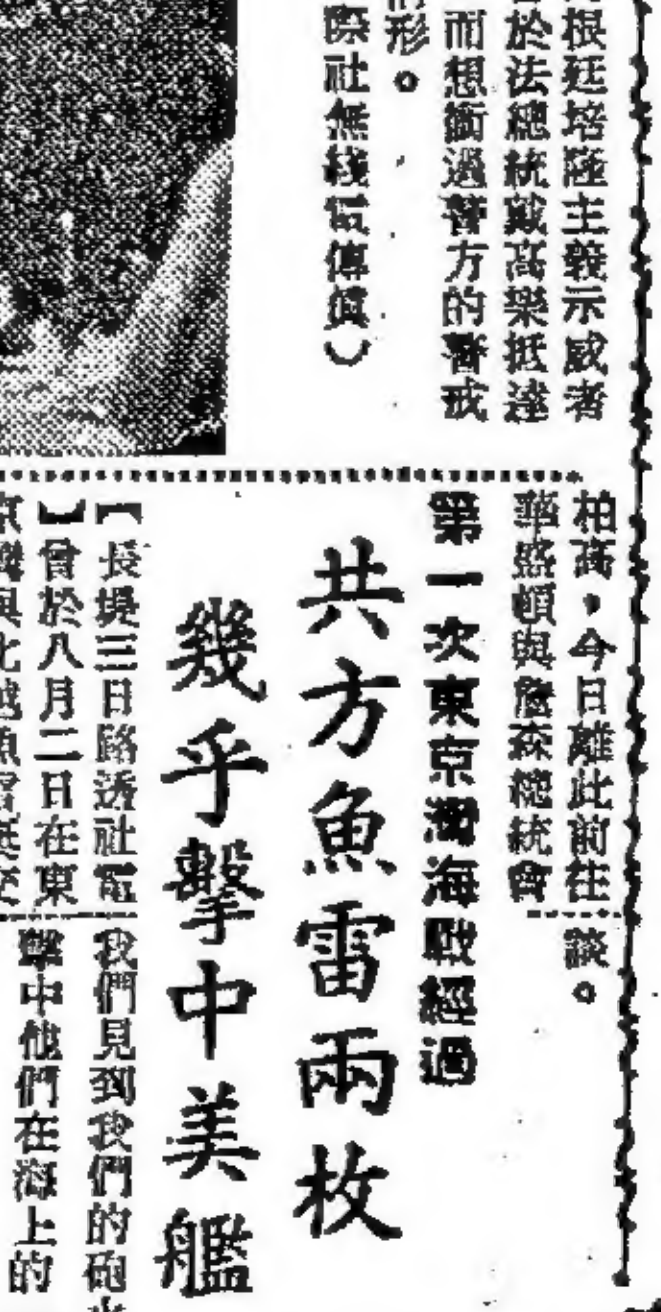 根廷培隆主義示威者
於法總統戴高樂抵達
而想衝過警方的警戒
情形。
際社無綫電傳眞）
柏高，今日離此前往
華盛頓與詹森總統會
談。
第一次東京灣海戰經過
共方魚雷兩枚
幾乎擊中美艦
【長堤三日路透社電
】曾於八月二日在東
我們見到我們的砲火
擊中他們在海上的